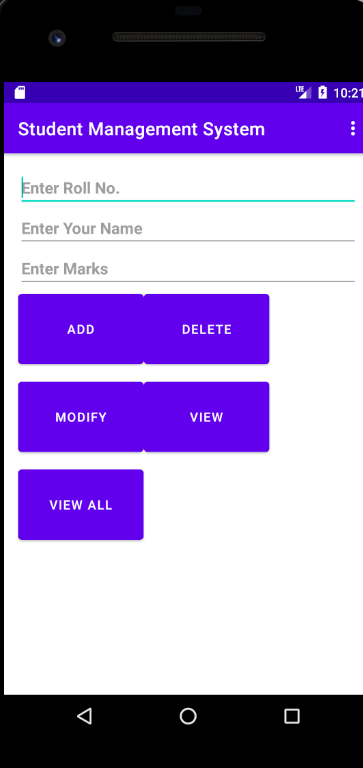 LTE 10:21
Student Management System
Enter Roll No.
Enter Your Name
Enter Marks
ADD DELETE
MODIFY VIEW
VIEW ALL